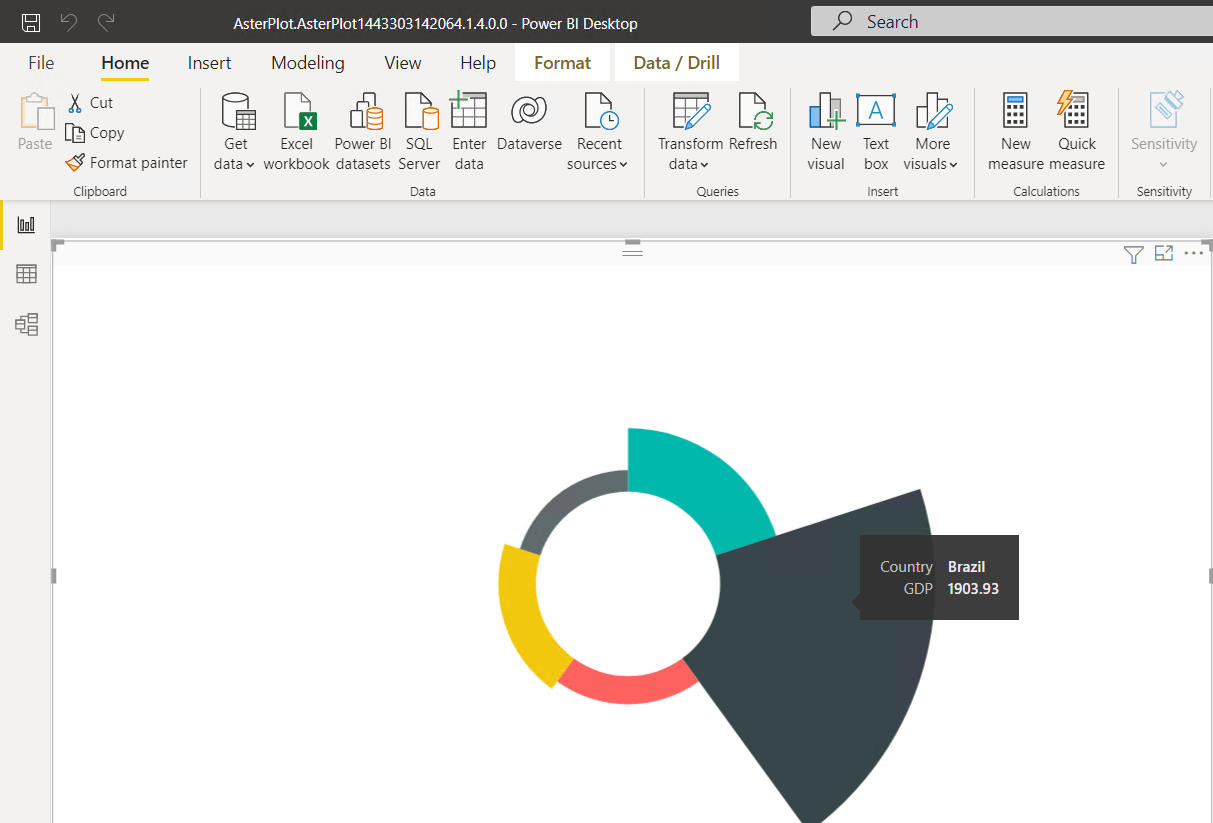 AsterPlot.AsterPlot1443303142064.1.4.0.0 - Power BI Desktop
Search
File Home Insert Modeling View Help Format Data / Drill
Paste
Cut
Copy
Format painter
Clipboard
Get data
Excel workbook
Power BI datasets
SQL Server
Enter data
Dataverse
Recent sources
Data
Transform data
Refresh
Queries
New visual
Text box
More visuals
Insert
New measure
Quick measure
Calculations
Sensitivity
Sensitivity
Country Brazil
GDP 1903.93